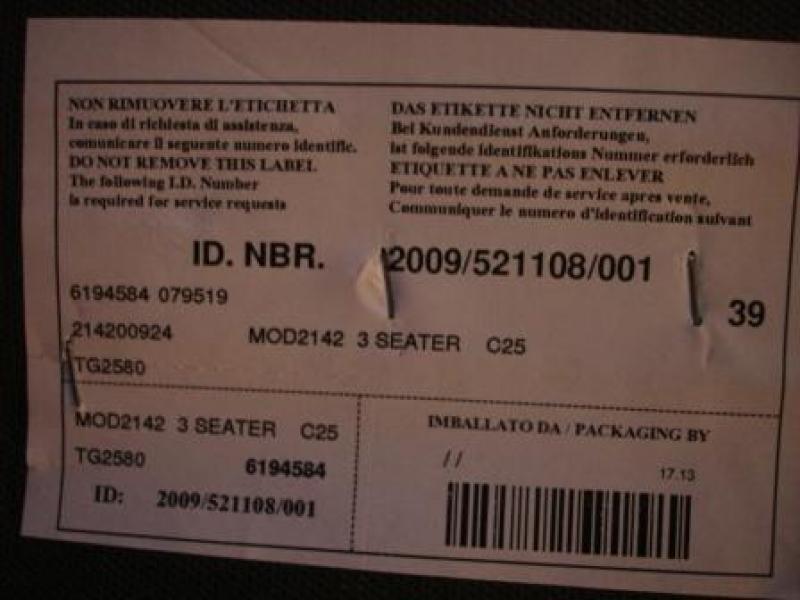 NON RIMUOVERE L'ETICHETTA
In caso di richiesta di assistenza,
comunicare il seguente numero identific.
DO NOT REMOVE THIS LABEL
The following I.D. Number
is required for service requests
DAS ETIKETTE NICHT ENTFERNEN
Bei Kundendienst Anforderungen,
ist folgende identifikations Nummer erforderlich
ETIQUETTE A NE PAS ENLEVER
Pour toute demande de service apres vente,
Communiquer le numero d'identification suivant
ID. NBR. 2009/521108/001
6194584 079519
39
214200924 MOD2142 3 SEATER C25
TG2580
MOD2142 3 SEATER C25
TG2580 6194584
ID: 2009/521108/001
IMBALLATO DA / PACKAGING BY
/ /
17.13